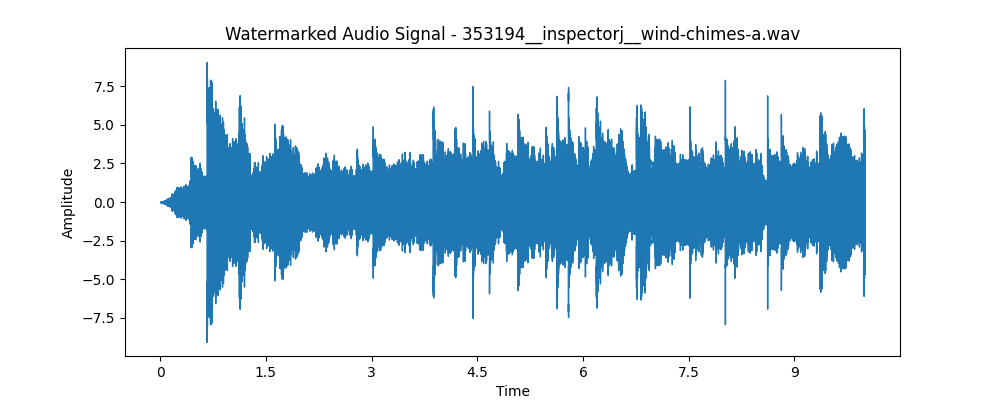 Watermarked Audio Signal - 353194__inspectorj__wind-chimes-a.wav
7.5
5.0
2.5
0.0
−2.5
−5.0
−7.5
Amplitude
0 1.5 3 4.5 6 7.5 9
Time